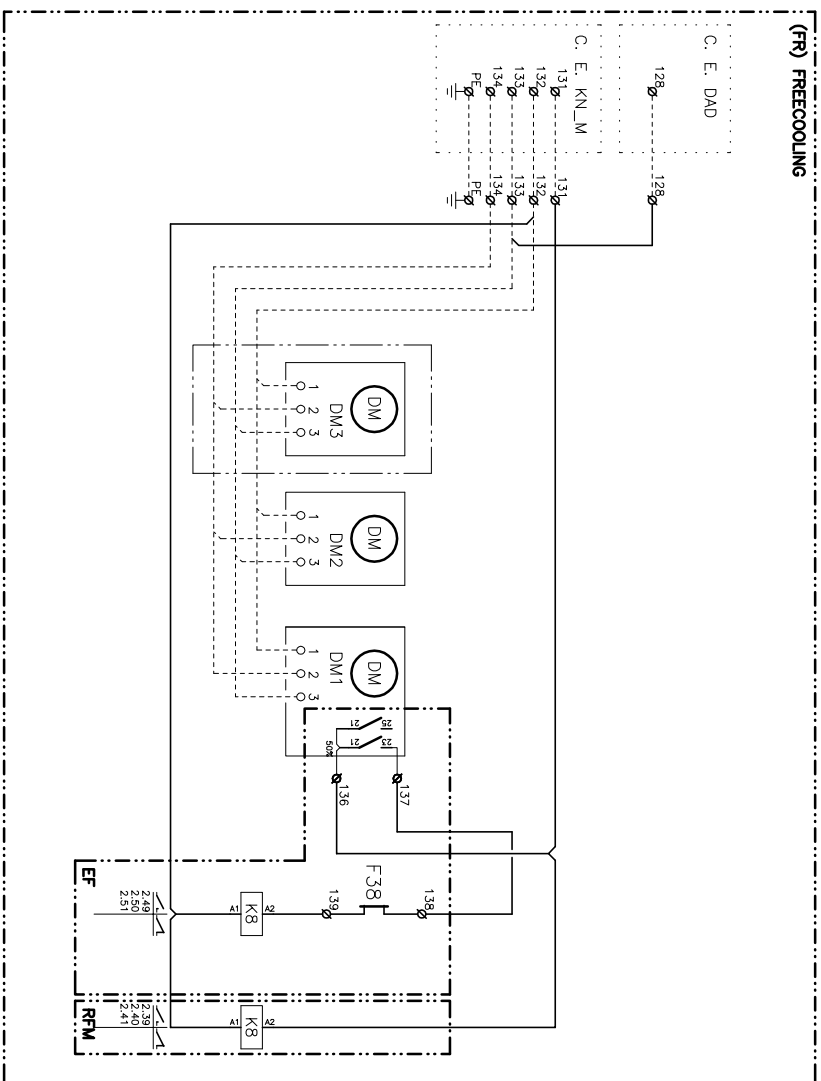 (FR) FREECOOLING
C. E. DAD
128 128
C. E. KN_M
131 131
132 132
133 133
134 134
PE PE
DM
DM3
1 2 3
DM
DM2
1 2 3
DM
DM1
1 2 3
25
21
23
21
50%
137
136
138
F38
139
A2
K8
A1
2.49
2.50
2.51
EF
A2
K8
A1
2.39
2.40
2.41
RFM